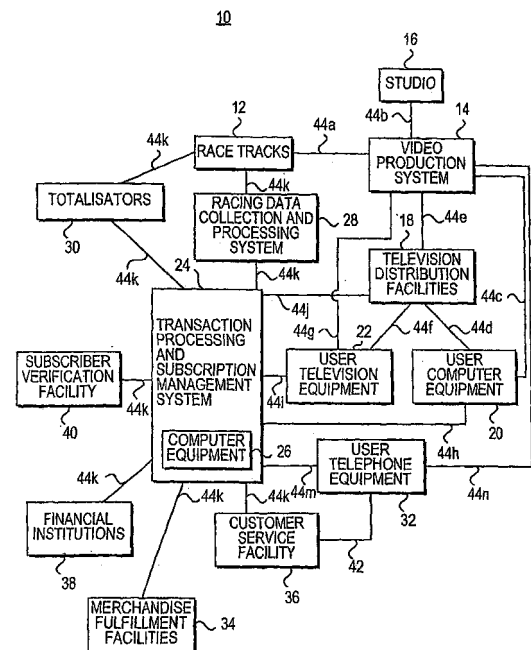 10
16
STUDIO
44b
12
44a
14
44k
RACE TRACKS
VIDEO
PRODUCTION
SYSTEM
44k
TOTALISATORS
RACING DATA
COLLECTION AND
PROCESSING
SYSTEM
28
44e
30
18
44k
24
44k
TELEVISION
DISTRIBUTION
FACILITIES
44c
44j
TRANSACTION
PROCESSING
AND
SUBSCRIPTION
MANAGEMENT
SYSTEM
44g
22
44f
44d
SUBSCRIBER
VERIFICATION
FACILITY
USER
TELEVISION
EQUIPMENT
USER
COMPUTER
EQUIPMENT
44k
44i
40
44h
20
COMPUTER
EQUIPMENT
26
USER
TELEPHONE
EQUIPMENT
44k
44k
44k
44m
44n
FINANCIAL
INSTITUTIONS
32
CUSTOMER
SERVICE
FACILITY
42
38
36
MERCHANDISE
FULFILLMENT
FACILITIES
34